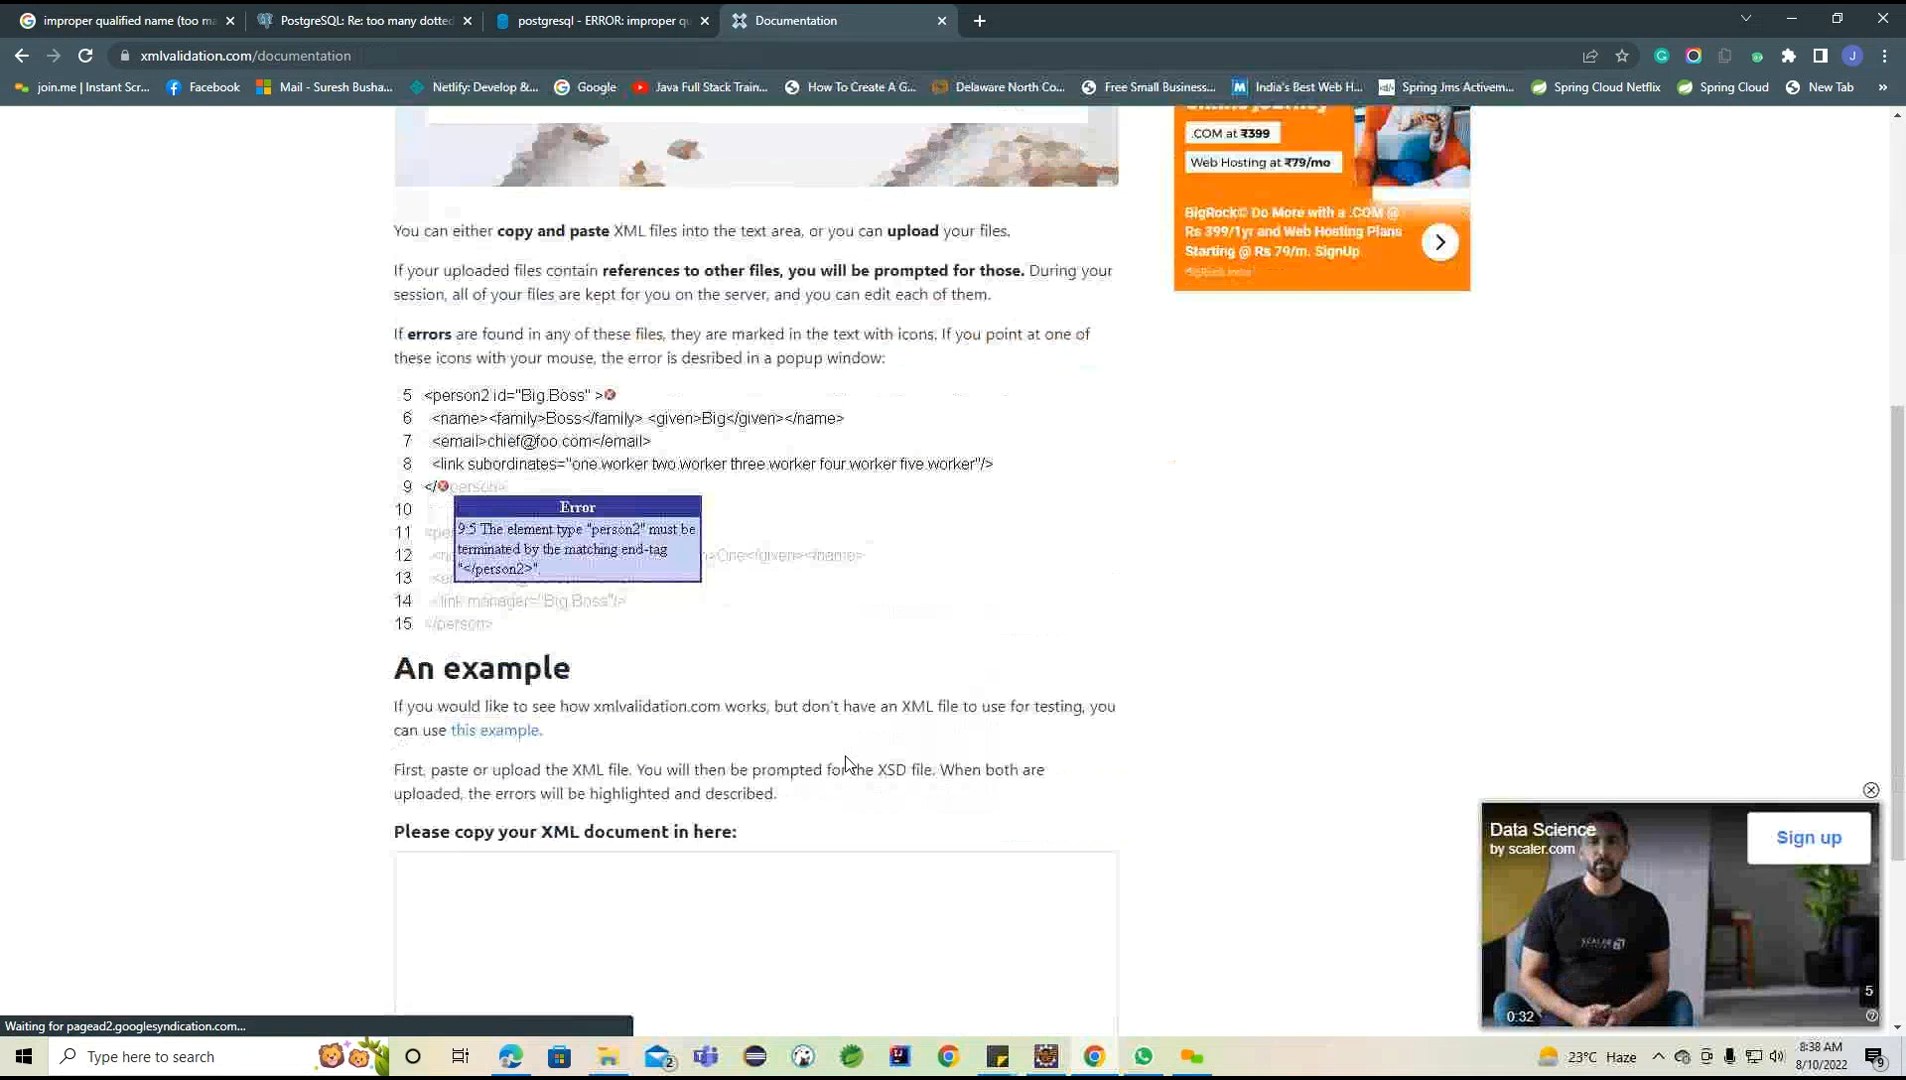 improper qualified name (too ma
PostgreSQL: Re: too many dotted
postgresql - ERROR: improper qu
Documentation
xmlvalidation.com/documentation
join.me | Instant Scr...
Facebook
Mail - Suresh Busha...
Netlify: Develop &...
Google
Java Full Stack Train...
How To Create A G...
Delaware North Co...
Free Small Business...
India's Best Web H...
Spring Jms Activem...
Spring Cloud Netflix
Spring Cloud
New Tab
.COM at ₹399
Web Hosting at ₹79/mo
BigRock© Do More with a .COM @
Rs 399/1yr and Web Hosting Plans
Starting @ Rs 79/m. SignUp
BigRock India
You can either copy and paste XML files into the text area, or you can upload your files.
If your uploaded files contain references to other files, you will be prompted for those. During your
session, all of your files are kept for you on the server, and you can edit each of them.
If errors are found in any of these files, they are marked in the text with icons. If you point at one of
these icons with your mouse, the error is desribed in a popup window:
5 <person2 id="Big.Boss" >
6 <name><family>Boss</family> <given>Big</given></name>
7 <email>chief@foo.com</email>
8 <link subordinates="one.worker two.worker three.worker four.worker five.worker"/>
9 </person>
10
Error
9:5 The element type "person2" must be
terminated by the matching end-tag
"</person2>".
11 <pe
12 <n >One</given></name>
13 <e
14 <link manager="Big.Boss"/>
15 </person>
An example
If you would like to see how xmlvalidation.com works, but don't have an XML file to use for testing, you
can use this example.
First, paste or upload the XML file. You will then be prompted for the XSD file. When both are
uploaded, the errors will be highlighted and described.
Please copy your XML document in here:
Data Science
by scaler.com
Sign up
SCALER
5
0:32
Waiting for pagead2.googlesyndication.com...
Type here to search
2
23°C Haze
8:38 AM
8/10/2022
9